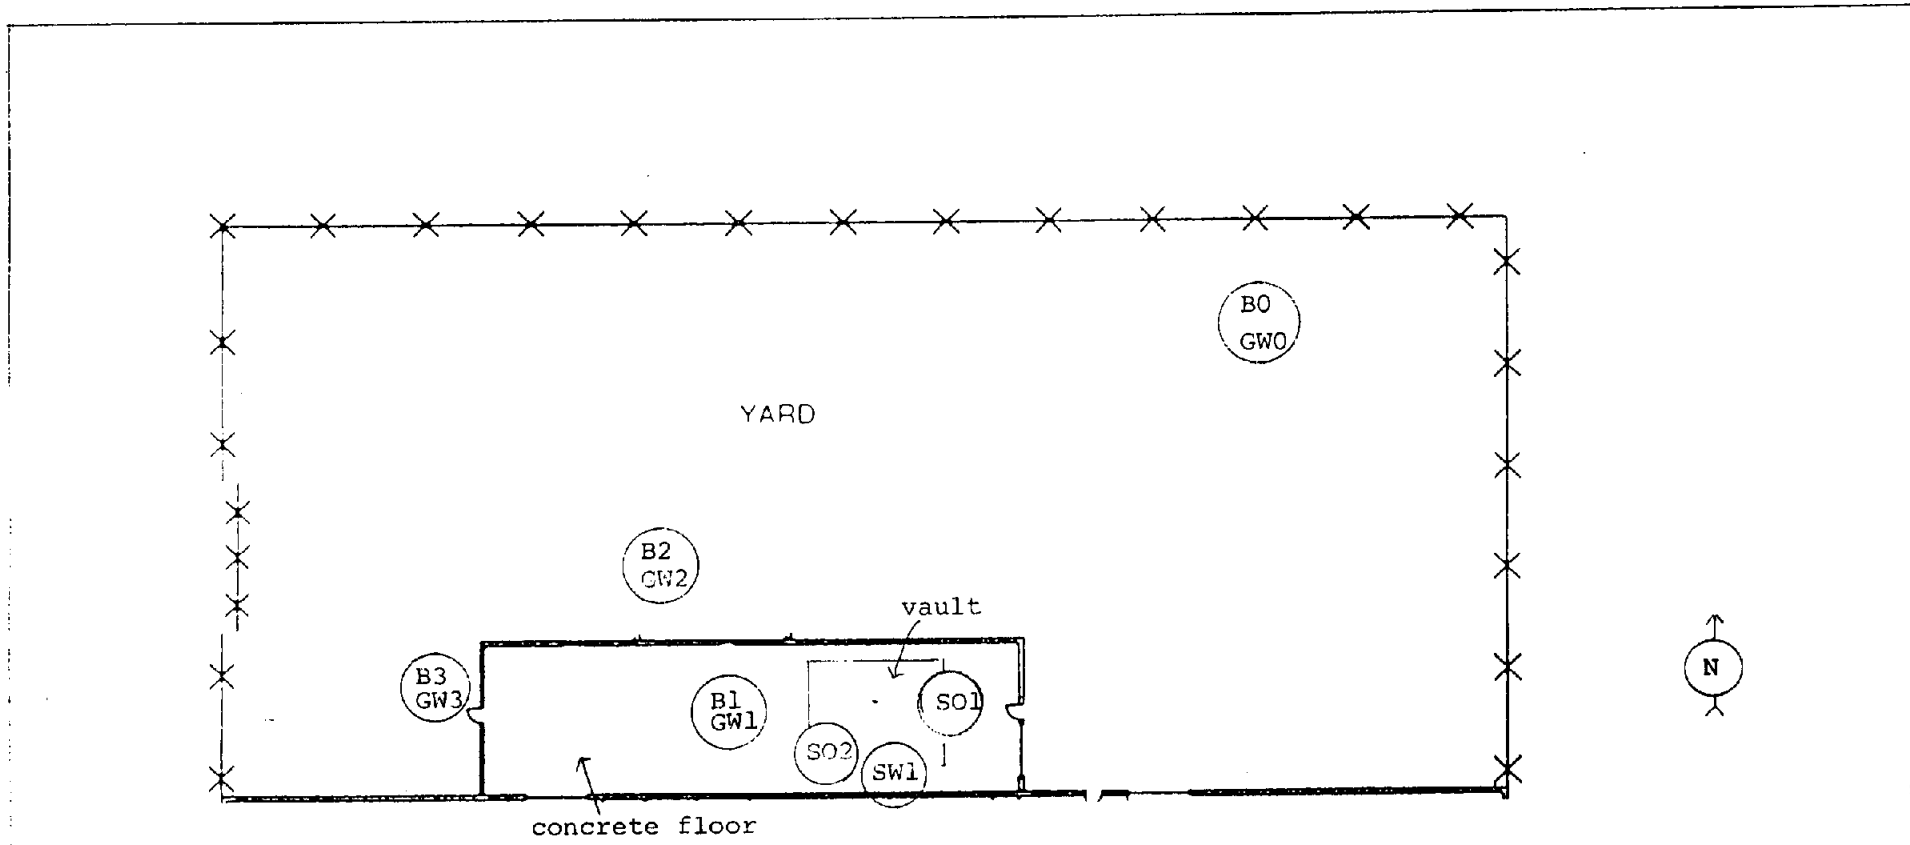 B0
GW0
YARD
B2
GW2
vault
B3
GW3
B1
GW1
SO1
SO2
SW1
N
concrete floor